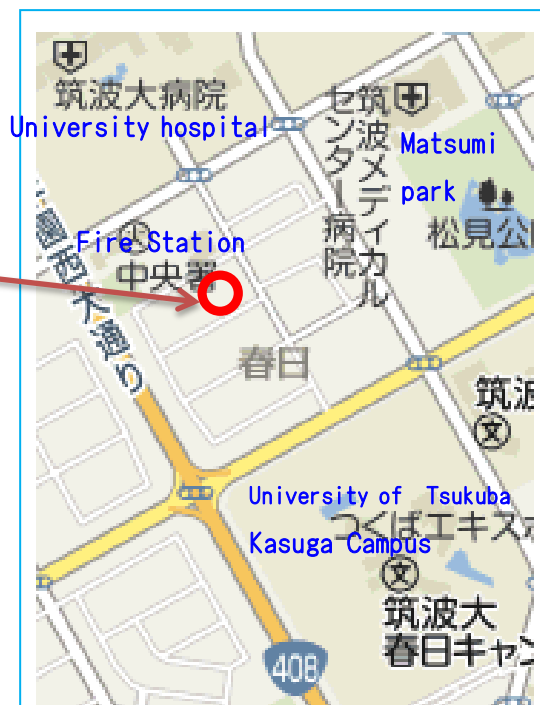 筑波大病院
University hospital
筑波メディカル
センター病院
Matsumi
park
松見公
Fire Station
中央署
園西大通り
春日
筑波
University of Tsukuba
つくばエキスポ
Kasuga Campus
筑波大
春日キャン
408